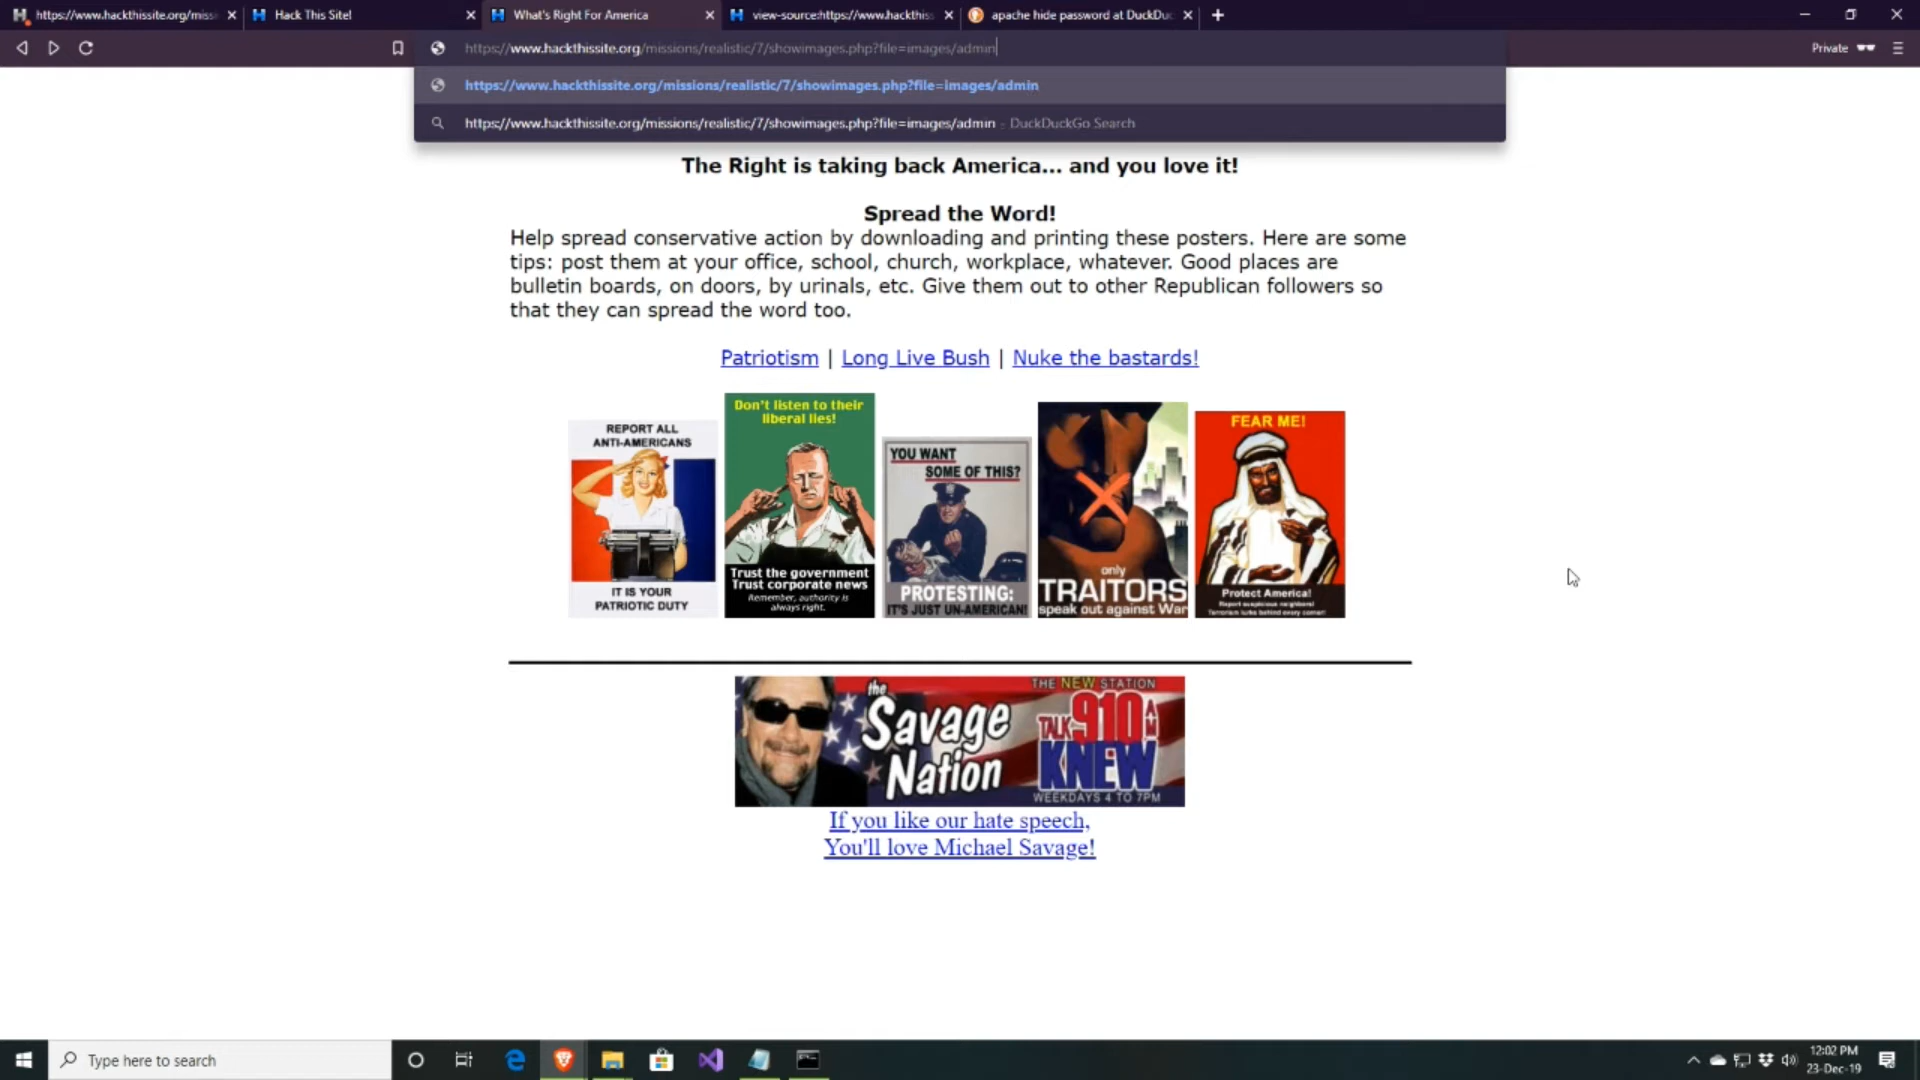 https://www.hackthissite.org/miss
Hack This Site!
What's Right For America
view-source:https://www.hackthiss
apache hide password at DuckDuc
https://www.hackthissite.org/missions/realistic/7/showimages.php?file=images/admin
Private
https://www.hackthissite.org/missions/realistic/7/showimages.php?file=images/admin
https://www.hackthissite.org/missions/realistic/7/showimages.php?file=images/admin - DuckDuckGo Search
The Right is taking back America... and you love it!
Spread the Word!
Help spread conservative action by downloading and printing these posters. Here are some
tips: post them at your office, school, church, workplace, whatever. Good places are
bulletin boards, on doors, by urinals, etc. Give them out to other Republican followers so
that they can spread the word too.
Patriotism | Long Live Bush | Nuke the bastards!
REPORT ALL
ANTI-AMERICANS
IT IS YOUR
PATRIOTIC DUTY
Don't listen to their
liberal lies!
Trust the government
Trust corporate news
Remember, authority is
always right.
YOU WANT
SOME OF THIS?
PROTESTING:
IT'S JUST UN-AMERICAN!
only
TRAITORS
speak out against War
FEAR ME!
Protect America!
Report suspicious neighbors!
Terrorism lurks behind every corner!
the
Savage
Nation
THE NEW STATION
TALK 910 AM
KNEW
WEEKDAYS 4 TO 7PM
If you like our hate speech,
You'll love Michael Savage!
Type here to search
12:02 PM
23-Dec-19